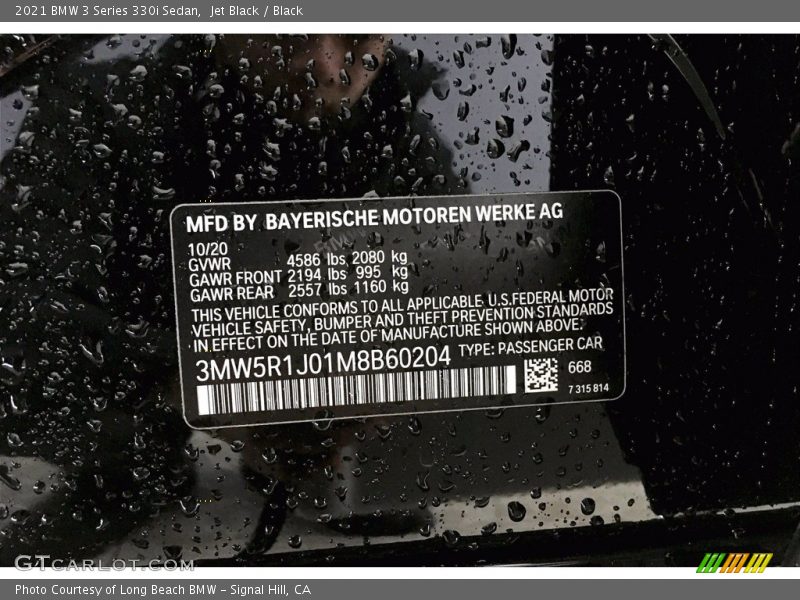 2021 BMW 3 Series 330i Sedan, Jet Black / Black
MFD BY BAYERISCHE MOTOREN WERKE AG
10/20
GVWR 4586 lbs 2080 kg
GAWR FRONT 2194 lbs 995 kg
GAWR REAR 2557 lbs 1160 kg
THIS VEHICLE CONFORMS TO ALL APPLICABLE U.S.FEDERAL MOTOR
VEHICLE SAFETY, BUMPER AND THEFT PREVENTION STANDARDS
IN EFFECT ON THE DATE OF MANUFACTURE SHOWN ABOVE:
3MW5R1J01M8B60204 TYPE: PASSENGER CAR
668
7 315 814
GTCARLOT.COM
Photo Courtesy of Long Beach BMW - Signal Hill, CA